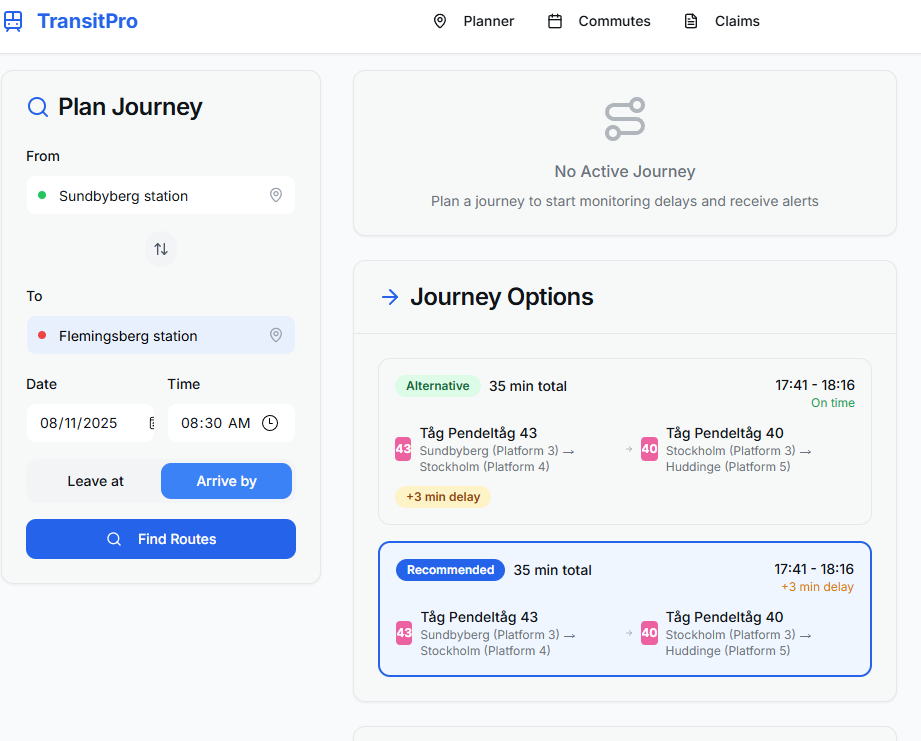 TransitPro
Planner
Commutes
Claims
Plan Journey
From
Sundbyberg station
To
Flemingsberg station
Date
Time
08/11/2025
08:30 AM
Leave at
Arrive by
Find Routes
No Active Journey
Plan a journey to start monitoring delays and receive alerts
Journey Options
Alternative
35 min total
17:41 - 18:16
On time
43
Tåg Pendeltåg 43
Sundbyberg (Platform 3) →
Stockholm (Platform 4)
→
40
Tåg Pendeltåg 40
Stockholm (Platform 3) →
Huddinge (Platform 5)
+3 min delay
Recommended
35 min total
17:41 - 18:16
+3 min delay
43
Tåg Pendeltåg 43
Sundbyberg (Platform 3) →
Stockholm (Platform 4)
→
40
Tåg Pendeltåg 40
Stockholm (Platform 3) →
Huddinge (Platform 5)